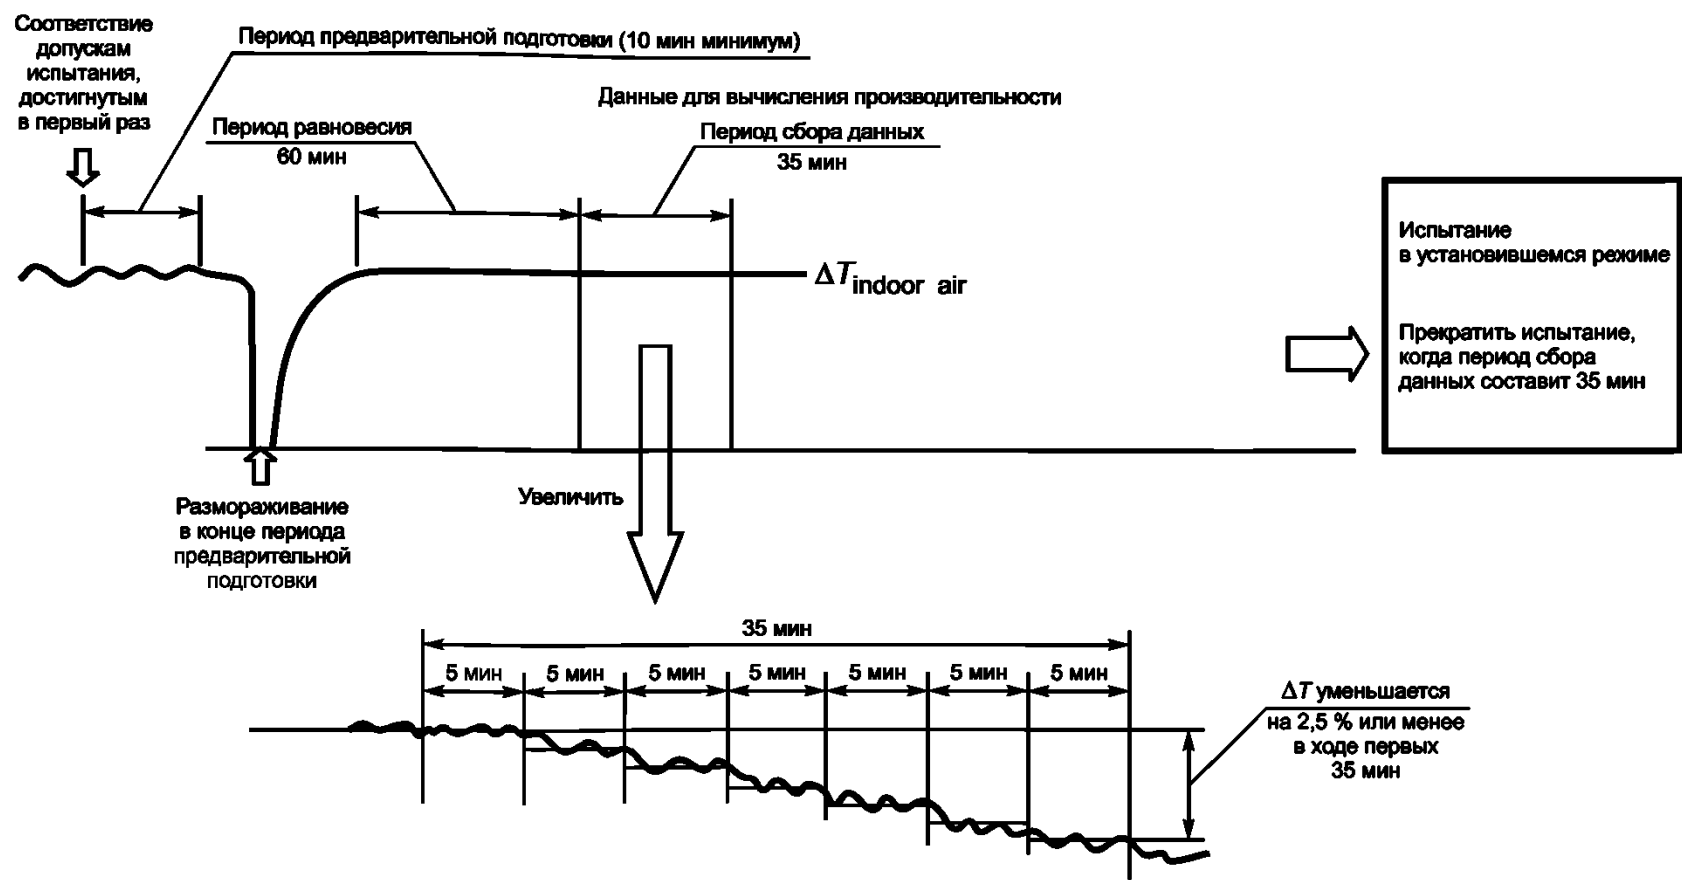 Соответствие
допускам
испытания,
достигнутым
в первый раз
Период предварительной подготовки (10 мин минимум)
Данные для вычисления производительности
Период равновесия
60 мин
Период сбора данных
35 мин
ΔT indoor air
Испытание
в установившемся режиме
Прекратить испытание,
когда период сбора
данных составит 35 мин
Увеличить
Размораживание
в конце периода
предварительной
подготовки
35 мин
5 мин 5 мин 5 мин 5 мин 5 мин 5 мин 5 мин
ΔT уменьшается
на 2,5 % или менее
в ходе первых
35 мин